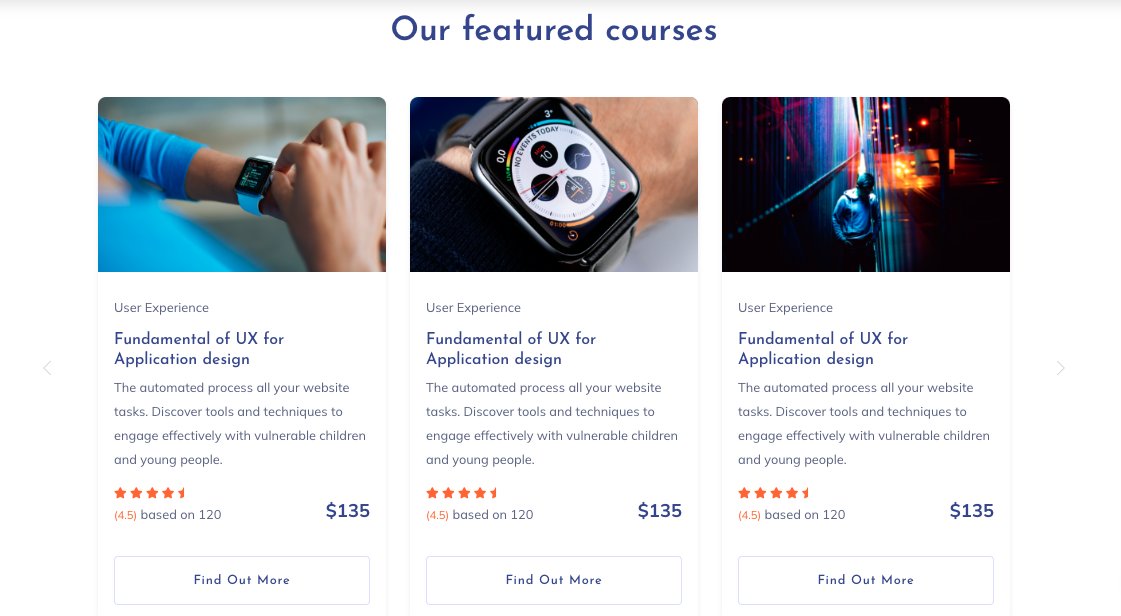 Our featured courses
3°
0.0
NO EVENTS TODAY
MON
10
User Experience
Fundamental of UX for
Application design
The automated process all your website
tasks. Discover tools and techniques to
engage effectively with vulnerable children
and young people.
(4.5) based on 120
$135
Find Out More
User Experience
Fundamental of UX for
Application design
The automated process all your website
tasks. Discover tools and techniques to
engage effectively with vulnerable children
and young people.
(4.5) based on 120
$135
Find Out More
User Experience
Fundamental of UX for
Application design
The automated process all your website
tasks. Discover tools and techniques to
engage effectively with vulnerable children
and young people.
(4.5) based on 120
$135
Find Out More